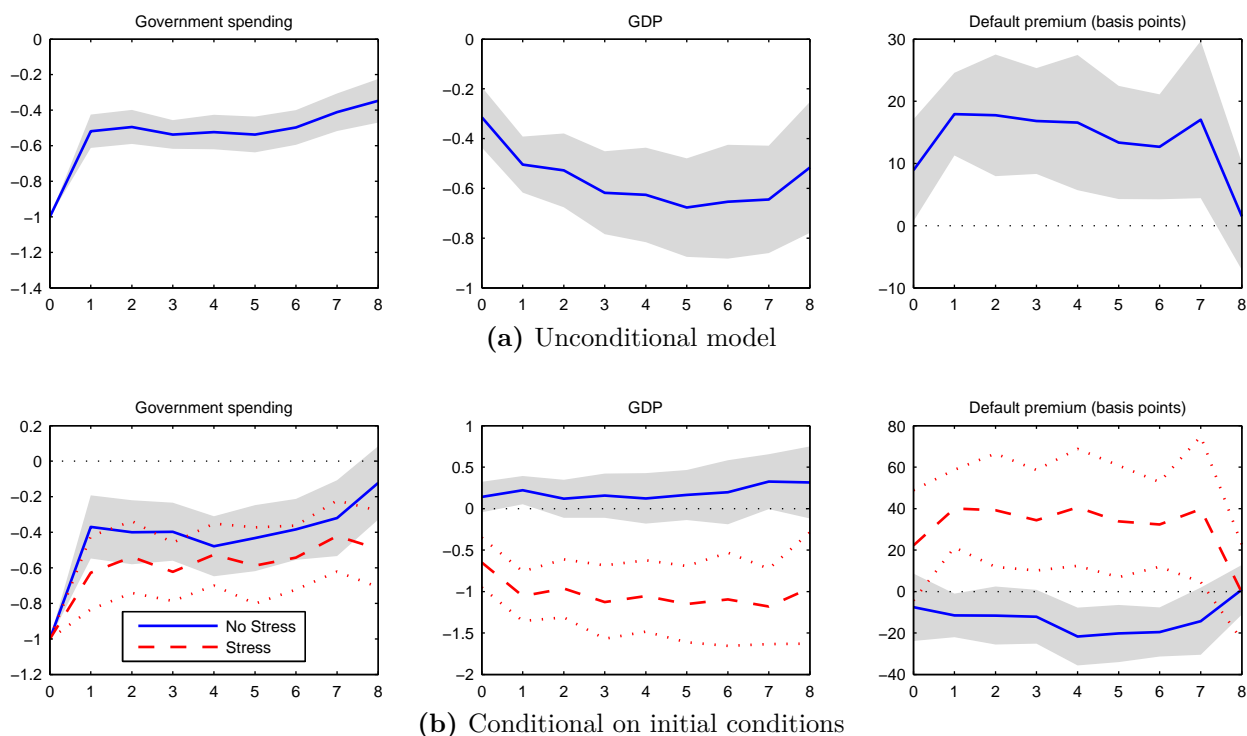 Government spending GDP Default premium (basis points)
0 0 30
−0.2 −0.2 20
−0.4 −0.4 10
−0.6 −0.6 0
−0.8 −0.8 −10
−1 −1
−1.2
−1.4
0 1 2 3 4 5 6 7 8 0 1 2 3 4 5 6 7 8 0 1 2 3 4 5 6 7 8
(a) Unconditional model
Government spending GDP Default premium (basis points)
0.2 1 80
0 0.5 60
−0.2 0 40
−0.4 −0.5 20
−0.6 −1 0
−0.8 −1.5 −20
−1 −2 −40
−1.2
No Stress
Stress
0 1 2 3 4 5 6 7 8 0 1 2 3 4 5 6 7 8 0 1 2 3 4 5 6 7 8
(b) Conditional on initial conditions